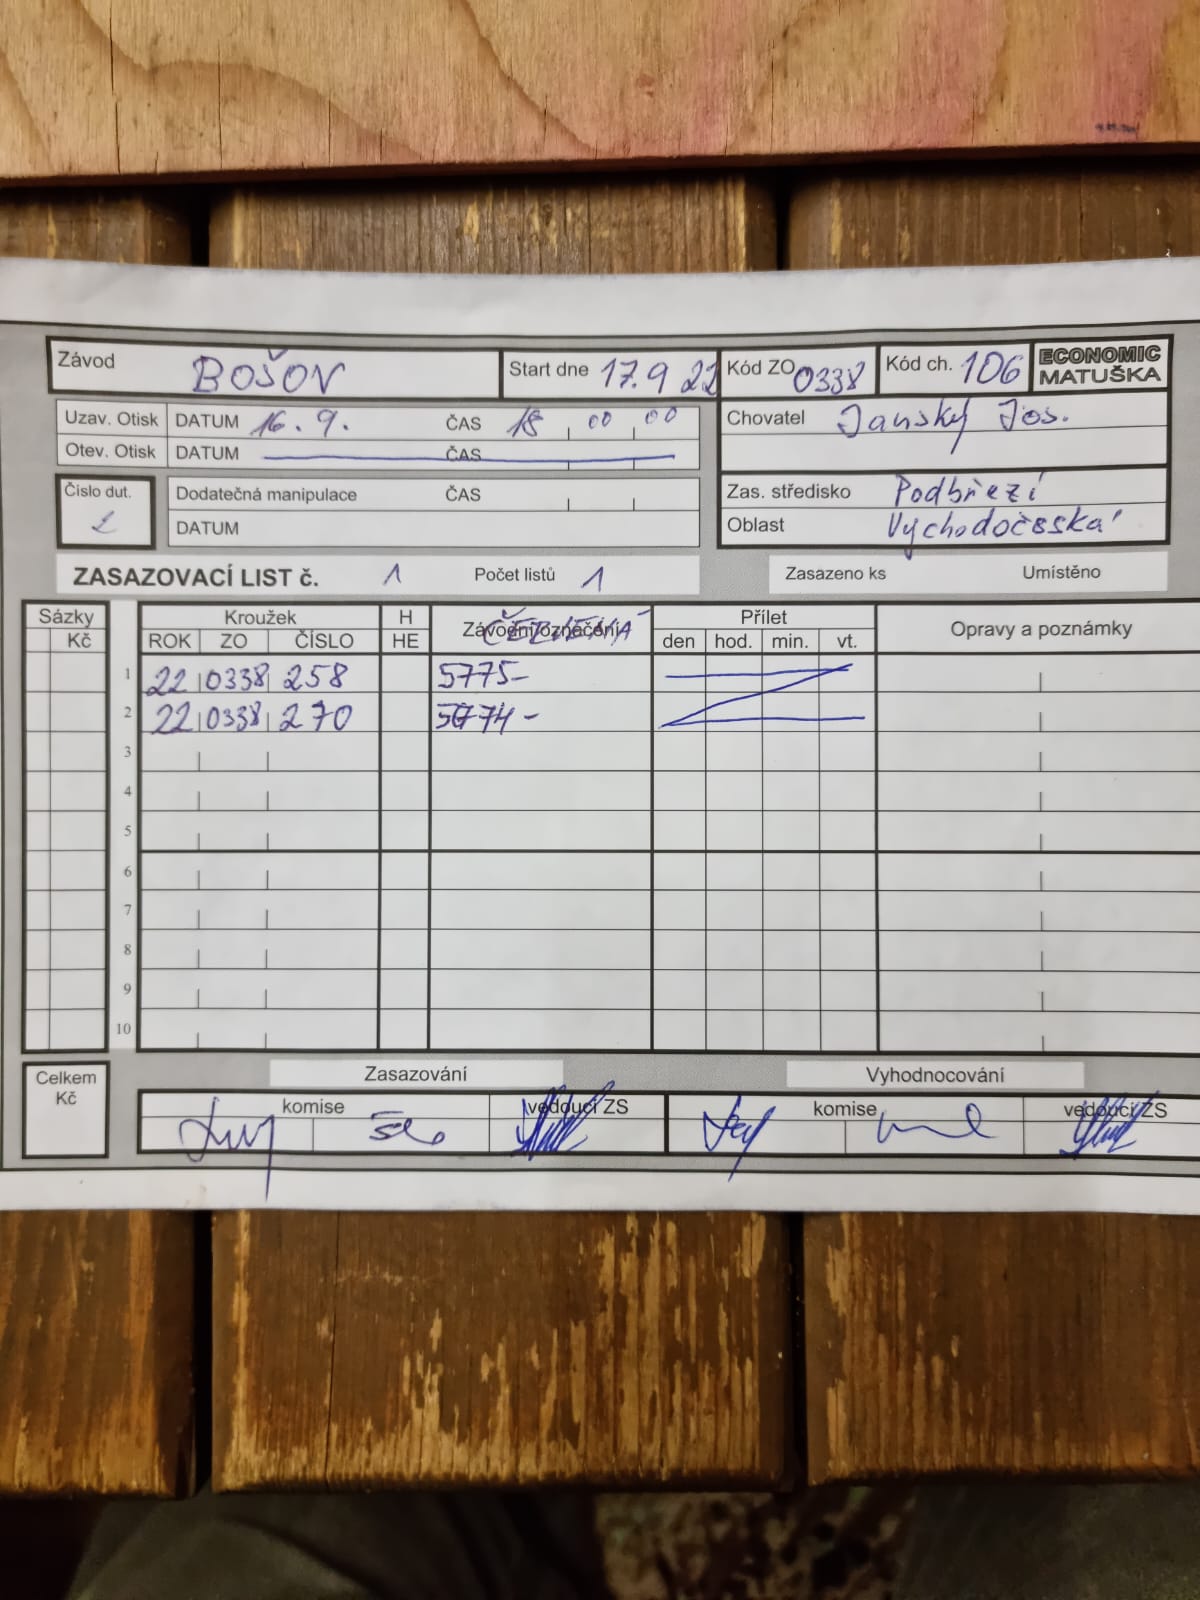 Závod BOŠOV Start dne 17.9 22 Kód ZO 0338 Kód ch. 106 ECONOMIC MATUŠKA
Uzav. Otisk DATUM 16. 9. ČAS 18 00 00 Chovatel Janský Jos.
Otev. Otisk DATUM ČAS
Číslo dut. Dodatečná manipulace ČAS Zas. středisko Podbřezí
DATUM Oblast Východočeská
ZASAZOVACÍ LIST č. 1 Počet listů 1 Zasazeno ks Umístěno
Sázky Kroužek H Závodní označení ČERVENÁ Přílet Opravy a poznámky
Kč ROK ZO ČÍSLO HE den hod. min. vt.
1 22 0338 258 5775-
2 22 0338 270 5774-
3
4
5
6
7
8
9
10
Celkem Kč Zasazování Vyhodnocování
komise vedoucí ZS komise vedoucí ZS